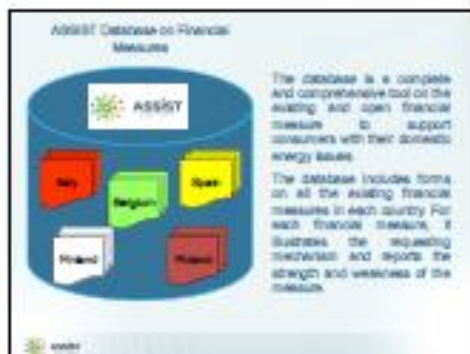 ASSIST Database on Financial
Measures
ASSIST
The database is a complete
and comprehensive tool on the
existing and open financial
measure to support
consumers with their domestic
energy issues.
The database includes forms
on all the existing financial
measures in each country. For
each financial measure, it
illustrates the requesting
mechanism and reports the
strength and weakness of the
measure.
Italy
Belgium
Spain
Finland
Poland
ASSIST